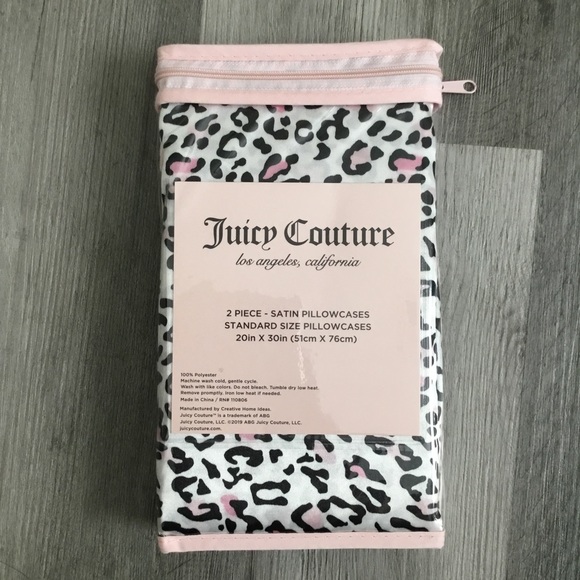 Juicy Couture
los angeles, california
2 PIECE - SATIN PILLOWCASES
STANDARD SIZE PILLOWCASES
20in X 30in (51cm X 76cm)
100% Polyester
Machine wash cold, gentle cycle.
Wash with like colors. Do not bleach. Tumble dry low heat.
Remove promptly. Iron low heat if needed.
Made in China / RN# 110806
Manufactured by Creative Home Ideas.
Juicy Couture™ is a trademark of ABG
Juicy Couture, LLC. ©2019 ABG Juicy Couture, LLC.
juicycouture.com.